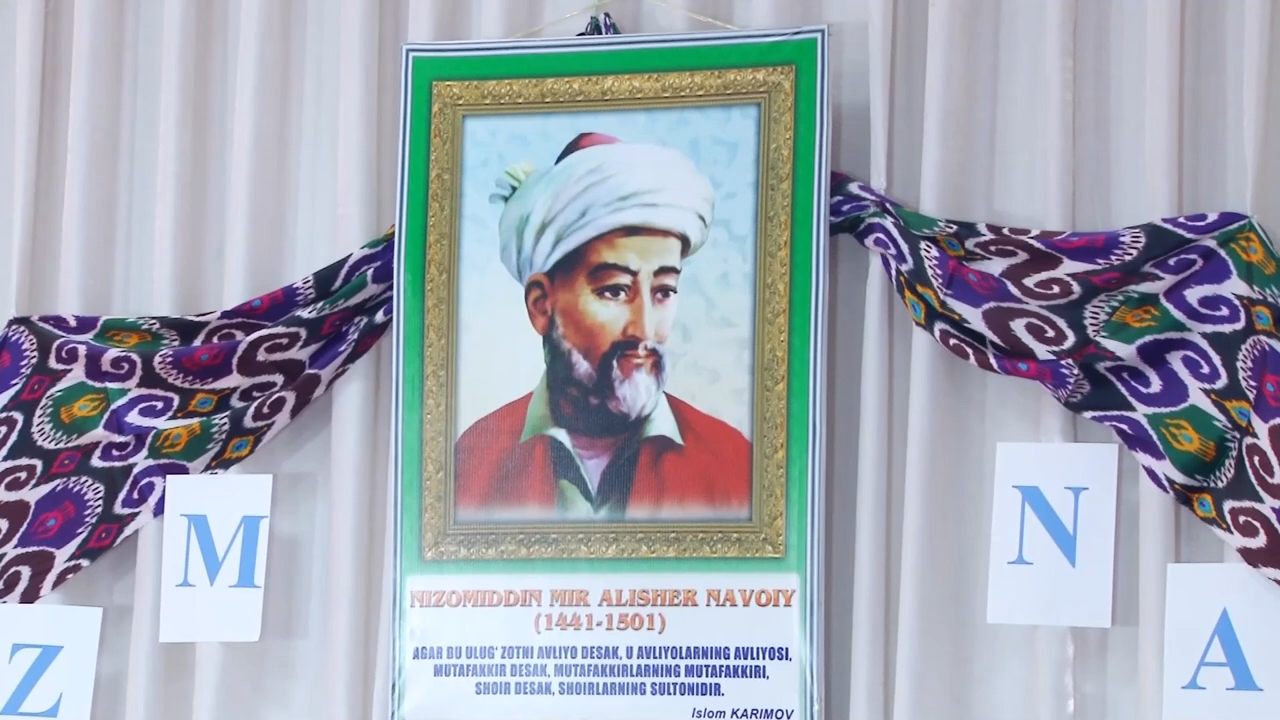 M
Z
NIZOMIDDIN MIR ALISHER NAVOIY
(1441-1501)
AGAR BU ULUG' ZOTNI AVLIYO DESAK, U AVLIYOLARNING AVLIYOSI,
MUTAFAKKIR DESAK, MUTAFAKKIRLARNING MUTAFAKKIRI,
SHOIR DESAK, SHOIRLARNING SULTONIDIR.
Islom KARIMOV
N
A